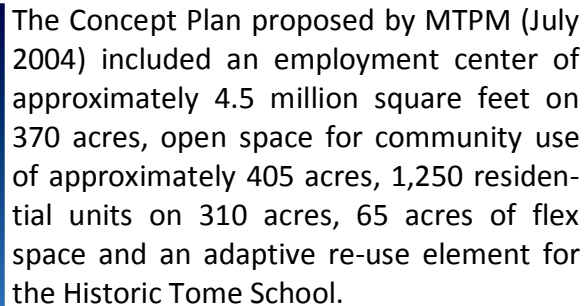 The Concept Plan proposed by MTPM (July
2004) included an employment center of
approximately 4.5 million square feet on
370 acres, open space for community use
of approximately 405 acres, 1,250 residen-
tial units on 310 acres, 65 acres of flex
space and an adaptive re-use element for
the Historic Tome School.